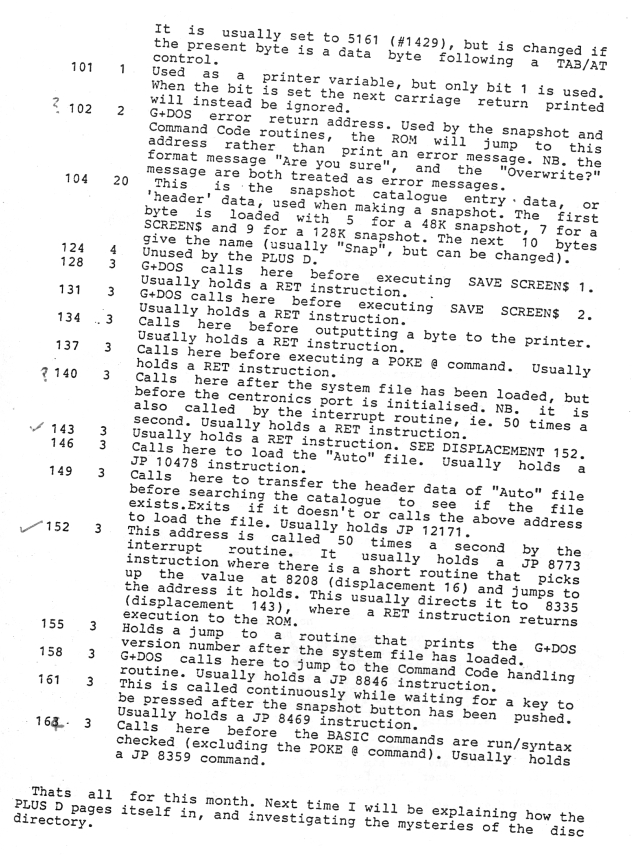 It is usually set to 5161 (#1429), but is changed if
the present byte is a data byte following a TAB/AT
control.
101 1 Used as a printer variable, but only bit 1 is used.
When the bit is set the next carriage return printed
will instead be ignored.
? 102 2 G+DOS error return address. Used by the snapshot and
Command Code routines, the ROM will jump to this
address rather than print an error message. NB. the
format message "Are you sure", and the "Overwrite?"
message are both treated as error messages.
104 20 This is the snapshot catalogue entry data, or
'header' data, used when making a snapshot. The first
byte is loaded with 5 for a 48K snapshot, 7 for a
SCREEN$ and 9 for a 128K snapshot. The next 10 bytes
give the name (usually "Snap", but can be changed).
124 4 Unused by the PLUS D.
128 3 G+DOS calls here before executing SAVE SCREEN$ 1.
Usually holds a RET instruction.
131 3 G+DOS calls here before executing SAVE SCREEN$ 2.
Usually holds a RET instruction.
134 3 Calls here before outputting a byte to the printer.
Usually holds a RET instruction.
137 3 Calls here before executing a POKE @ command. Usually
holds a RET instruction.
? 140 3 Calls here after the system file has been loaded, but
before the centronics port is initialised. NB. it is
also called by the interrupt routine, ie. 50 times a
second. Usually holds a RET instruction.
✓ 143 3 Usually holds a RET instruction. SEE DISPLACEMENT 152.
146 3 Calls here to load the "Auto" file. Usually holds a
JP 10478 instruction.
149 3 Calls here to transfer the header data of "Auto" file
before searching the catalogue to see if the file
exists.Exits if it doesn't or calls the above address
to load the file. Usually holds JP 12171.
✓ 152 3 This address is called 50 times a second by the
interrupt routine. It usually holds a JP 8773
instruction where there is a short routine that picks
up the value at 8208 (displacement 16) and jumps to
the address it holds. This usually directs it to 8335
(displacement 143), where a RET instruction returns
execution to the ROM.
155 3 Holds a jump to a routine that prints the G+DOS
version number after the system file has loaded.
158 3 G+DOS calls here to jump to the Command Code handling
routine. Usually holds a JP 8846 instruction.
161 3 This is called continuously while waiting for a key to
be pressed after the snapshot button has been pushed.
Usually holds a JP 8469 instruction.
164 3 Calls here before the BASIC commands are run/syntax
checked (excluding the POKE @ command). Usually holds
a JP 8359 command.
Thats all for this month. Next time I will be explaining how the
PLUS D pages itself in, and investigating the mysteries of the disc
directory.